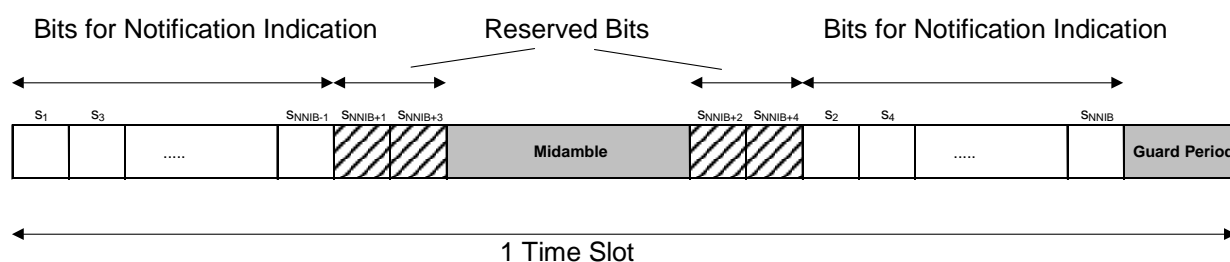 Bits for Notification Indication Reserved Bits Bits for Notification Indication
s1 s3 sNNIB-1 sNNIB+1 sNNIB+3 sNNIB+2 sNNIB+4 s2 s4 sNNIB
..... Midamble ..... Guard Period
1 Time Slot